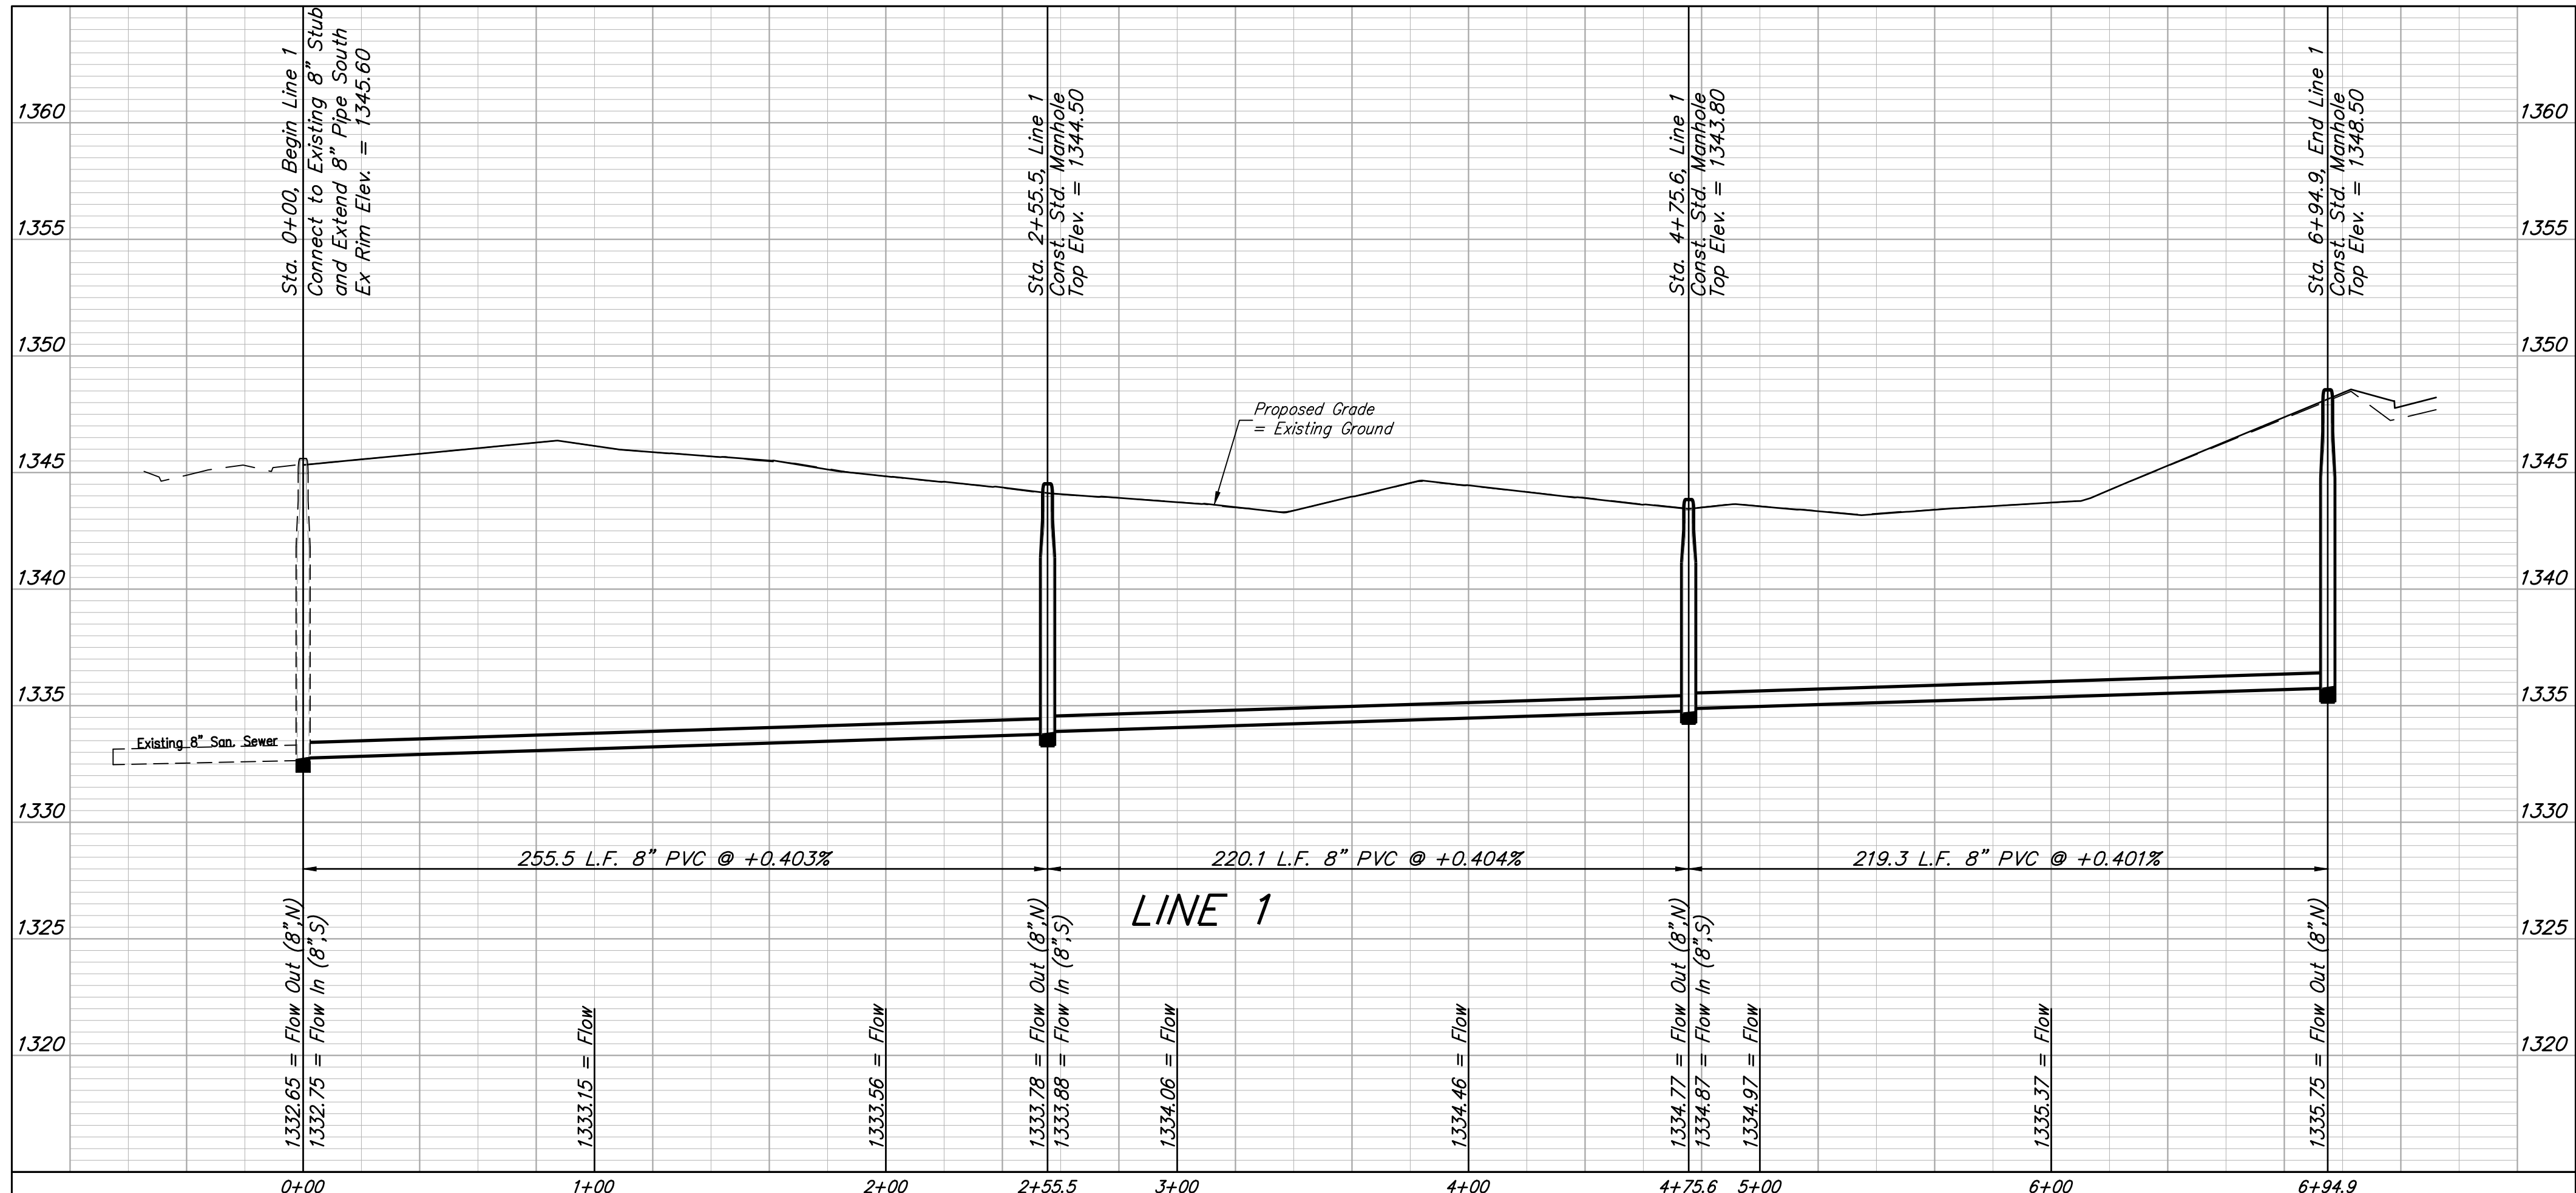 Sta. 0+00, Begin Line 1
Connect to Existing 8" Stub
and Extend 8" Pipe South
Ex Rim Elev. = 1345.60
Sta. 2+55.5, Line 1
Const. Std. Manhole
Top Elev. = 1344.50
Sta. 4+75.6, Line 1
Const. Std. Manhole
Top Elev. = 1343.80
Sta. 6+94.9, End Line 1
Const. Std. Manhole
Top Elev. = 1348.50
1360
1360
1355
1355
1350
1350
Proposed Grade
= Existing Ground
1345
1345
1340
1340
1335
1335
Existing 8" San. Sewer
1330
1330
255.5 L.F. 8" PVC @ +0.403%
220.1 L.F. 8" PVC @ +0.404%
219.3 L.F. 8" PVC @ +0.401%
LINE 1
1325
1325
1320
1320
1332.65 = Flow Out (8",N)
1332.75 = Flow In (8",S)
1333.15 = Flow
1333.56 = Flow
1333.78 = Flow Out (8",N)
1333.88 = Flow In (8",S)
1334.06 = Flow
1334.46 = Flow
1334.77 = Flow Out (8",N)
1334.87 = Flow In (8",S)
1334.97 = Flow
1335.37 = Flow
1335.75 = Flow Out (8",N)
0+00
1+00
2+00
2+55.5
3+00
4+00
4+75.6
5+00
6+00
6+94.9